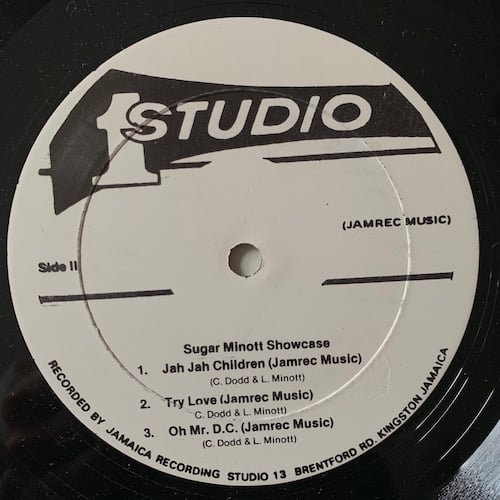 1 STUDIO
(JAMREC MUSIC)
Side II
Sugar Minott Showcase
1. Jah Jah Children (Jamrec Music)
(C. Dodd & L. Minott)
2. Try Love (Jamrec Music)
C. Dodd & L. Minott)
3. Oh Mr. D.C. (Jamrec Music)
(C. Dodd & L. Minott)
RECORDED BY JAMAICA RECORDING STUDIO 13 BRENTFORD RD. KINGSTON JAMAICA